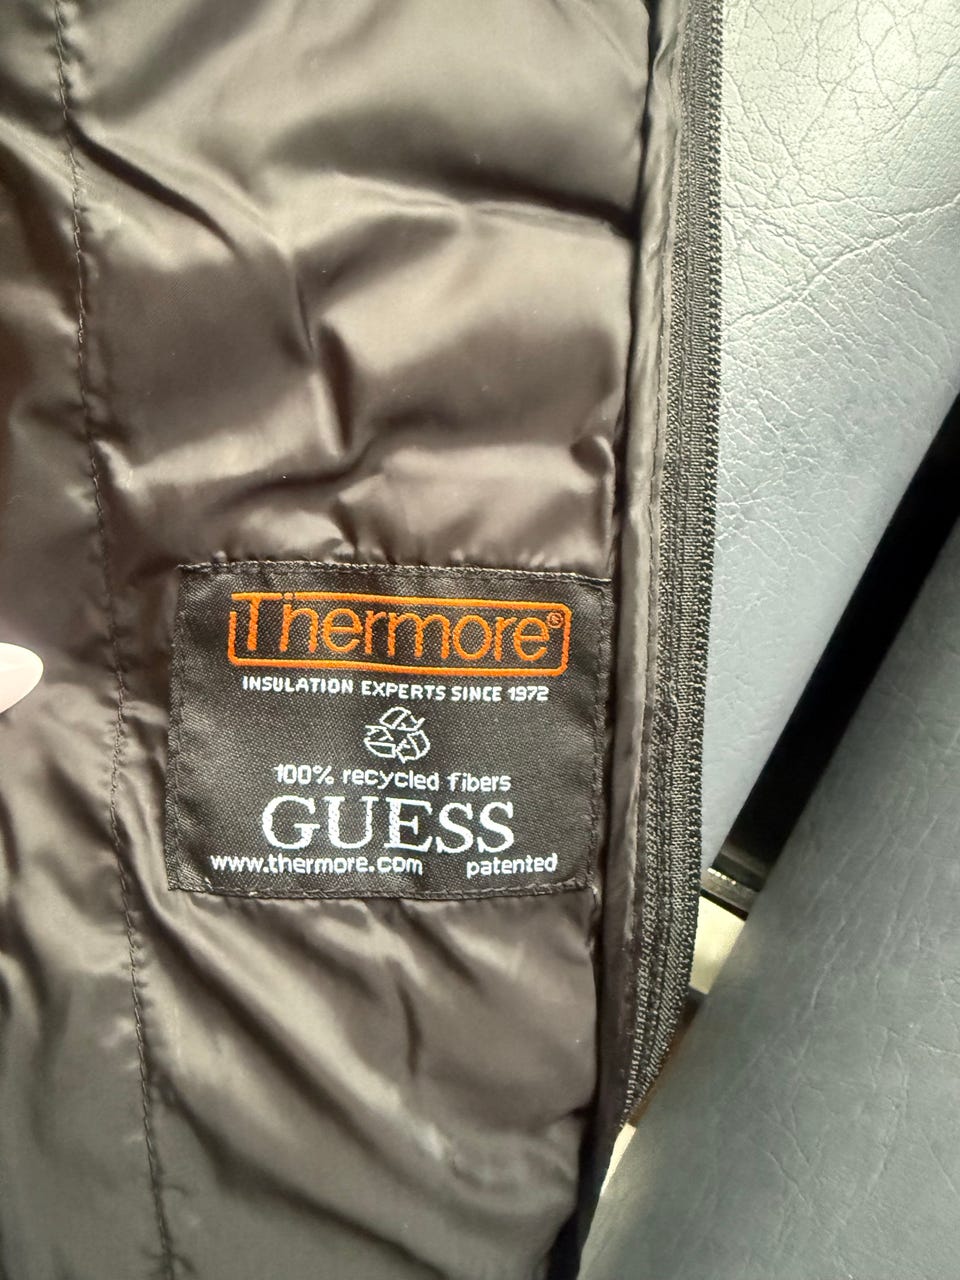 Thermore®
INSULATION EXPERTS SINCE 1972
100% recycled fibers
GUESS
www.thermore.com patented